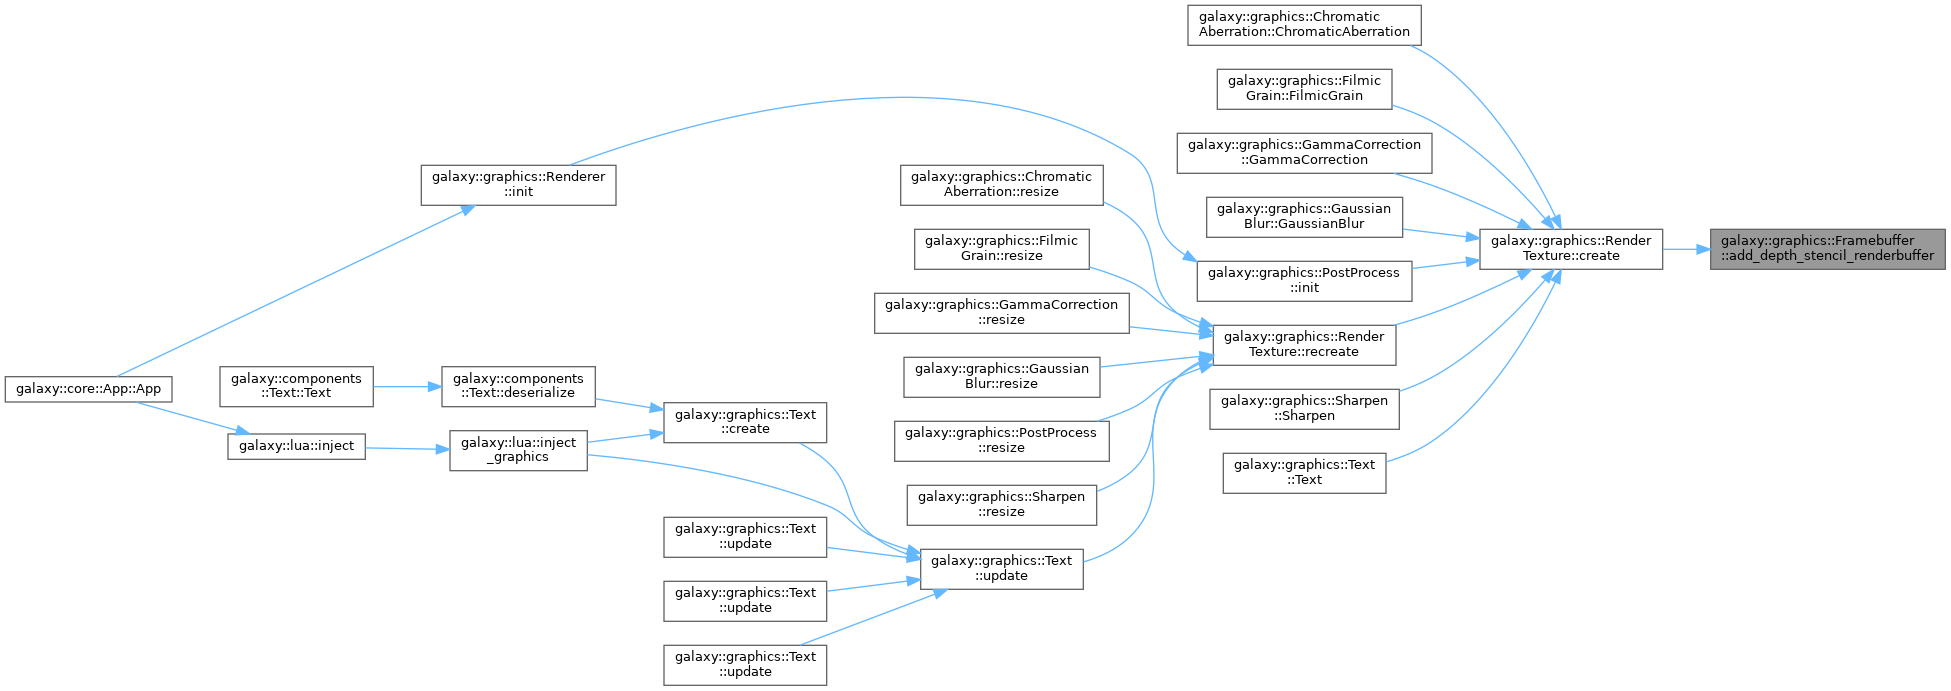 galaxy::graphics::Chromatic
Aberration::ChromaticAberration
galaxy::graphics::Filmic
Grain::FilmicGrain
galaxy::graphics::GammaCorrection
::GammaCorrection
galaxy::graphics::Renderer
::init
galaxy::graphics::Chromatic
Aberration::resize
galaxy::graphics::Gaussian
Blur::GaussianBlur
galaxy::graphics::Filmic
Grain::resize
galaxy::graphics::Render
Texture::create
galaxy::graphics::Framebuffer
::add_depth_stencil_renderbuffer
galaxy::graphics::PostProcess
::init
galaxy::graphics::GammaCorrection
::resize
galaxy::graphics::Render
Texture::recreate
galaxy::graphics::Gaussian
Blur::resize
galaxy::core::App::App
galaxy::components
::Text::Text
galaxy::components
::Text::deserialize
galaxy::graphics::Sharpen
::Sharpen
galaxy::graphics::Text
::create
galaxy::graphics::PostProcess
::resize
galaxy::lua::inject
galaxy::lua::inject
_graphics
galaxy::graphics::Text
::Text
galaxy::graphics::Sharpen
::resize
galaxy::graphics::Text
::update
galaxy::graphics::Text
::update
galaxy::graphics::Text
::update
galaxy::graphics::Text
::update